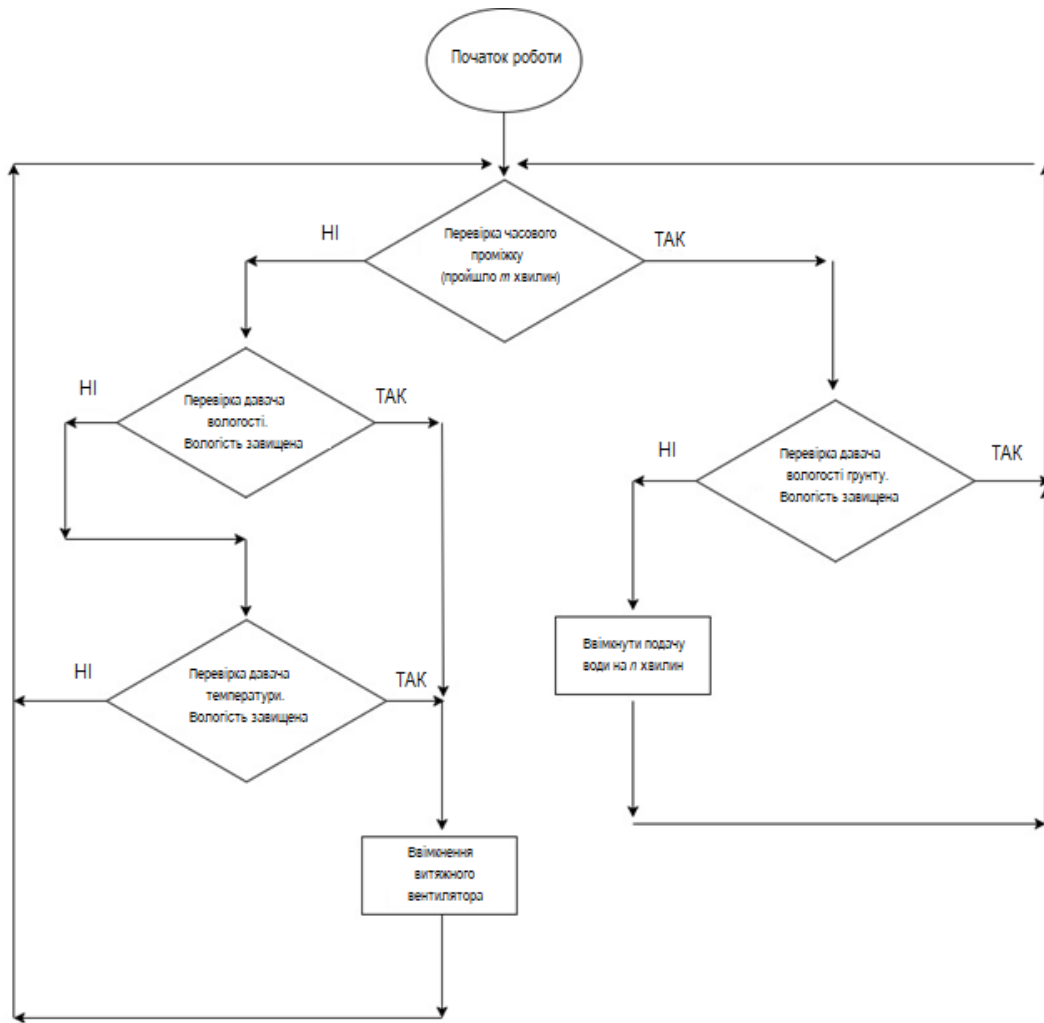 Початок роботи
НІ
Перевірка часового
проміжку
(пройшло m хвилин)
ТАК
НІ
Перевірка давача
вологості.
Вологість завищена
ТАК
НІ
Перевірка давача
вологості грунту.
Вологість завищена
ТАК
Ввімкнути подачу
води на n хвилин
НІ
Перевірка давача
температури.
Вологість завищена
ТАК
Ввімкнення
витяжного
вентилятора